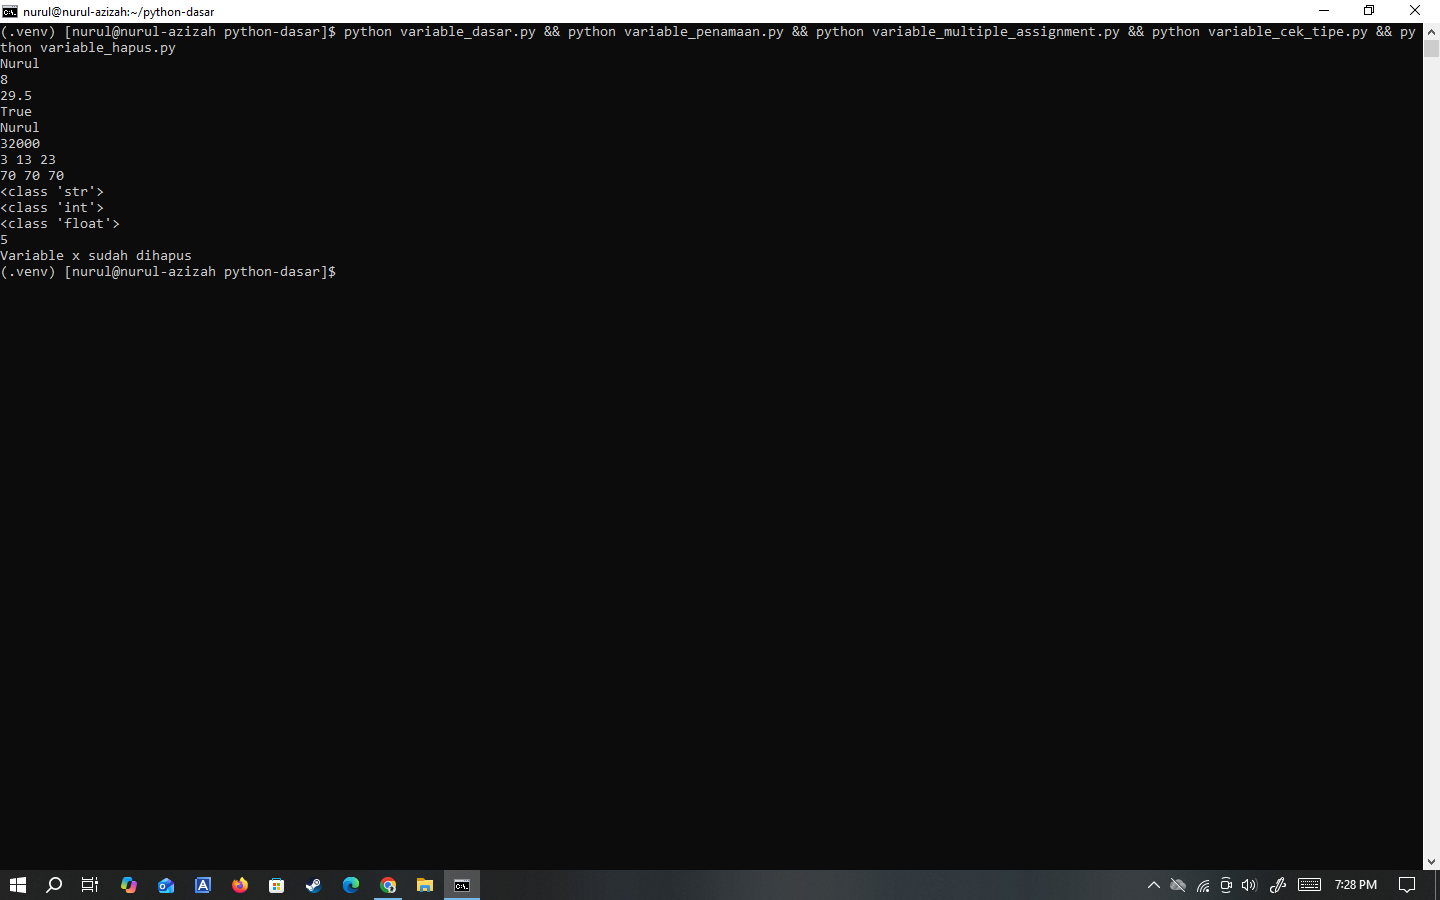 nurul@nurul-azizah:~/python-dasar
(.venv) [nurul@nurul-azizah python-dasar]$ python variable_dasar.py && python variable_penamaan.py && python variable_multiple_assignment.py && python variable_cek_tipe.py && py
thon variable_hapus.py
Nurul
8
29.5
True
Nurul
32000
3 13 23
70 70 70
<class 'str'>
<class 'int'>
<class 'float'>
5
Variable x sudah dihapus
(.venv) [nurul@nurul-azizah python-dasar]$
7:28 PM